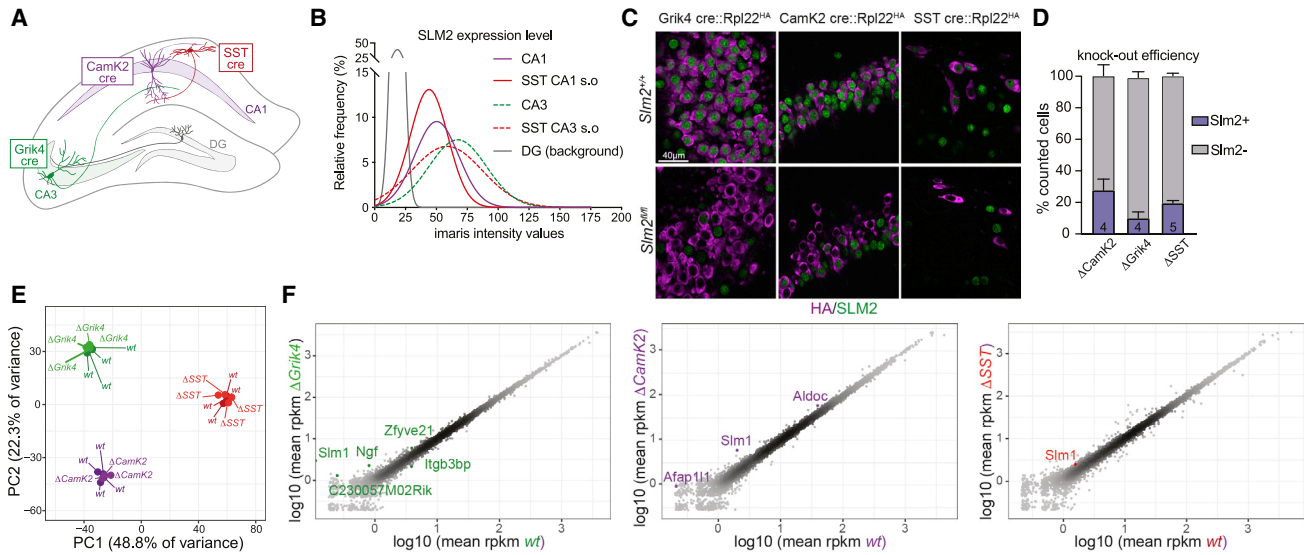 A
CamK2
cre
SST
cre
CA1
DG
Grik4
cre
CA3
B
SLM2 expression level
50
25
15
10
5
0
Relative frequency (%)
0 25 50 75 100 125 150 175 200
imaris intensity values
CA1
SST CA1 s.o
CA3
SST CA3 s.o
DG (background)
C
Grik4 cre::Rpl22HA
CamK2 cre::Rpl22HA
SST cre::Rpl22HA
Slm2+/+
Slm2fl/fl
40µm
HA/SLM2
D
knock-out efficiency
100
80
60
40
20
0
% counted cells
4
4
5
ΔCamK2
ΔGrik4
ΔSST
Slm2+
Slm2-
E
PC2 (22.3% of variance)
30
0
−30
−60
−40 0 40 80
PC1 (48.8% of variance)
ΔGrik4
ΔGrik4
ΔGrik4
wt
wt
wt
ΔSST
wt
ΔSST
wt
wt
ΔSST
wt
wt
ΔCamK2
ΔCamK2
ΔCamK2
wt
F
log10 (mean rpkm ΔGrik4)
3
2
1
0
Zfyve21
Slm1
Ngf
Itgb3bp
C230057M02Rik
0 1 2 3
log10 (mean rpkm wt)
log10 (mean rpkm ΔCamK2)
3
2
1
0
Aldoc
Slm1
Afap1l1
0 1 2 3
log10 (mean rpkm wt)
log10 (mean rpkm ΔSST)
3
2
1
0
Slm1
0 1 2 3
log10 (mean rpkm wt)